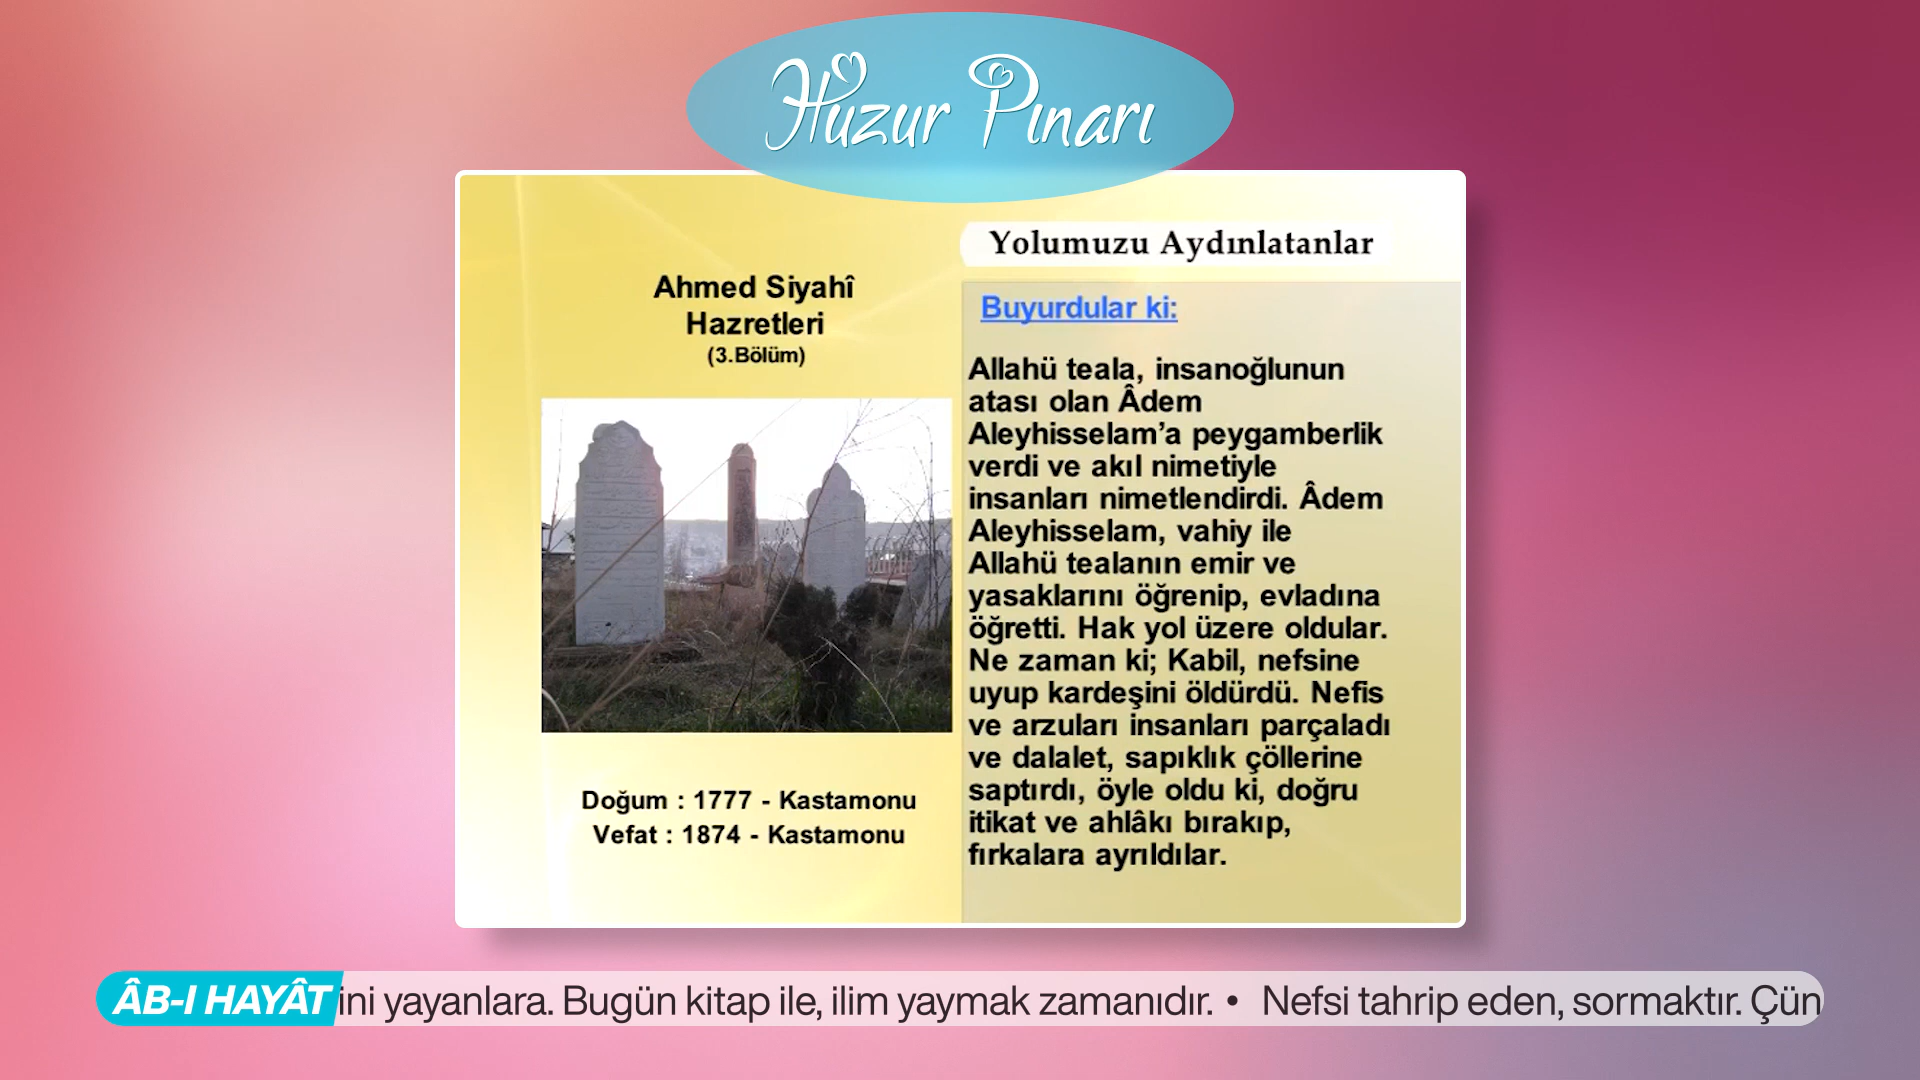 Huzur Pınarı
Yolumuzu Aydınlatanlar
Ahmed Siyahî
Hazretleri
(3.Bölüm)
Doğum : 1777 - Kastamonu
Vefat : 1874 - Kastamonu
Buyurdular ki:
Allahü teala, insanoğlunun
atası olan Âdem
Aleyhisselam’a peygamberlik
verdi ve akıl nimetiyle
insanları nimetlendirdi. Âdem
Aleyhisselam, vahiy ile
Allahü tealanın emir ve
yasaklarını öğrenip, evladına
öğretti. Hak yol üzere oldular.
Ne zaman ki; Kabil, nefsine
uyup kardeşini öldürdü. Nefis
ve arzuları insanları parçaladı
ve dalalet, sapıklık çöllerine
saptırdı, öyle oldu ki, doğru
itikat ve ahlâkı bırakıp,
fırkalara ayrıldılar.
ÂB-I HAYÂT ini yayanlara. Bugün kitap ile, ilim yaymak zamanıdır. • Nefsi tahrip eden, sormaktır. Çün